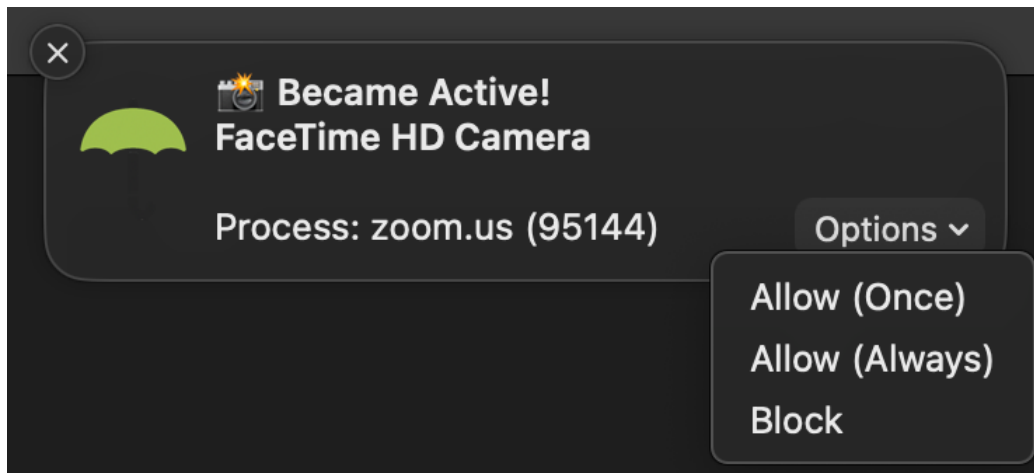 Became Active!
FaceTime HD Camera
Process: zoom.us (95144)
Options
Allow (Once)
Allow (Always)
Block